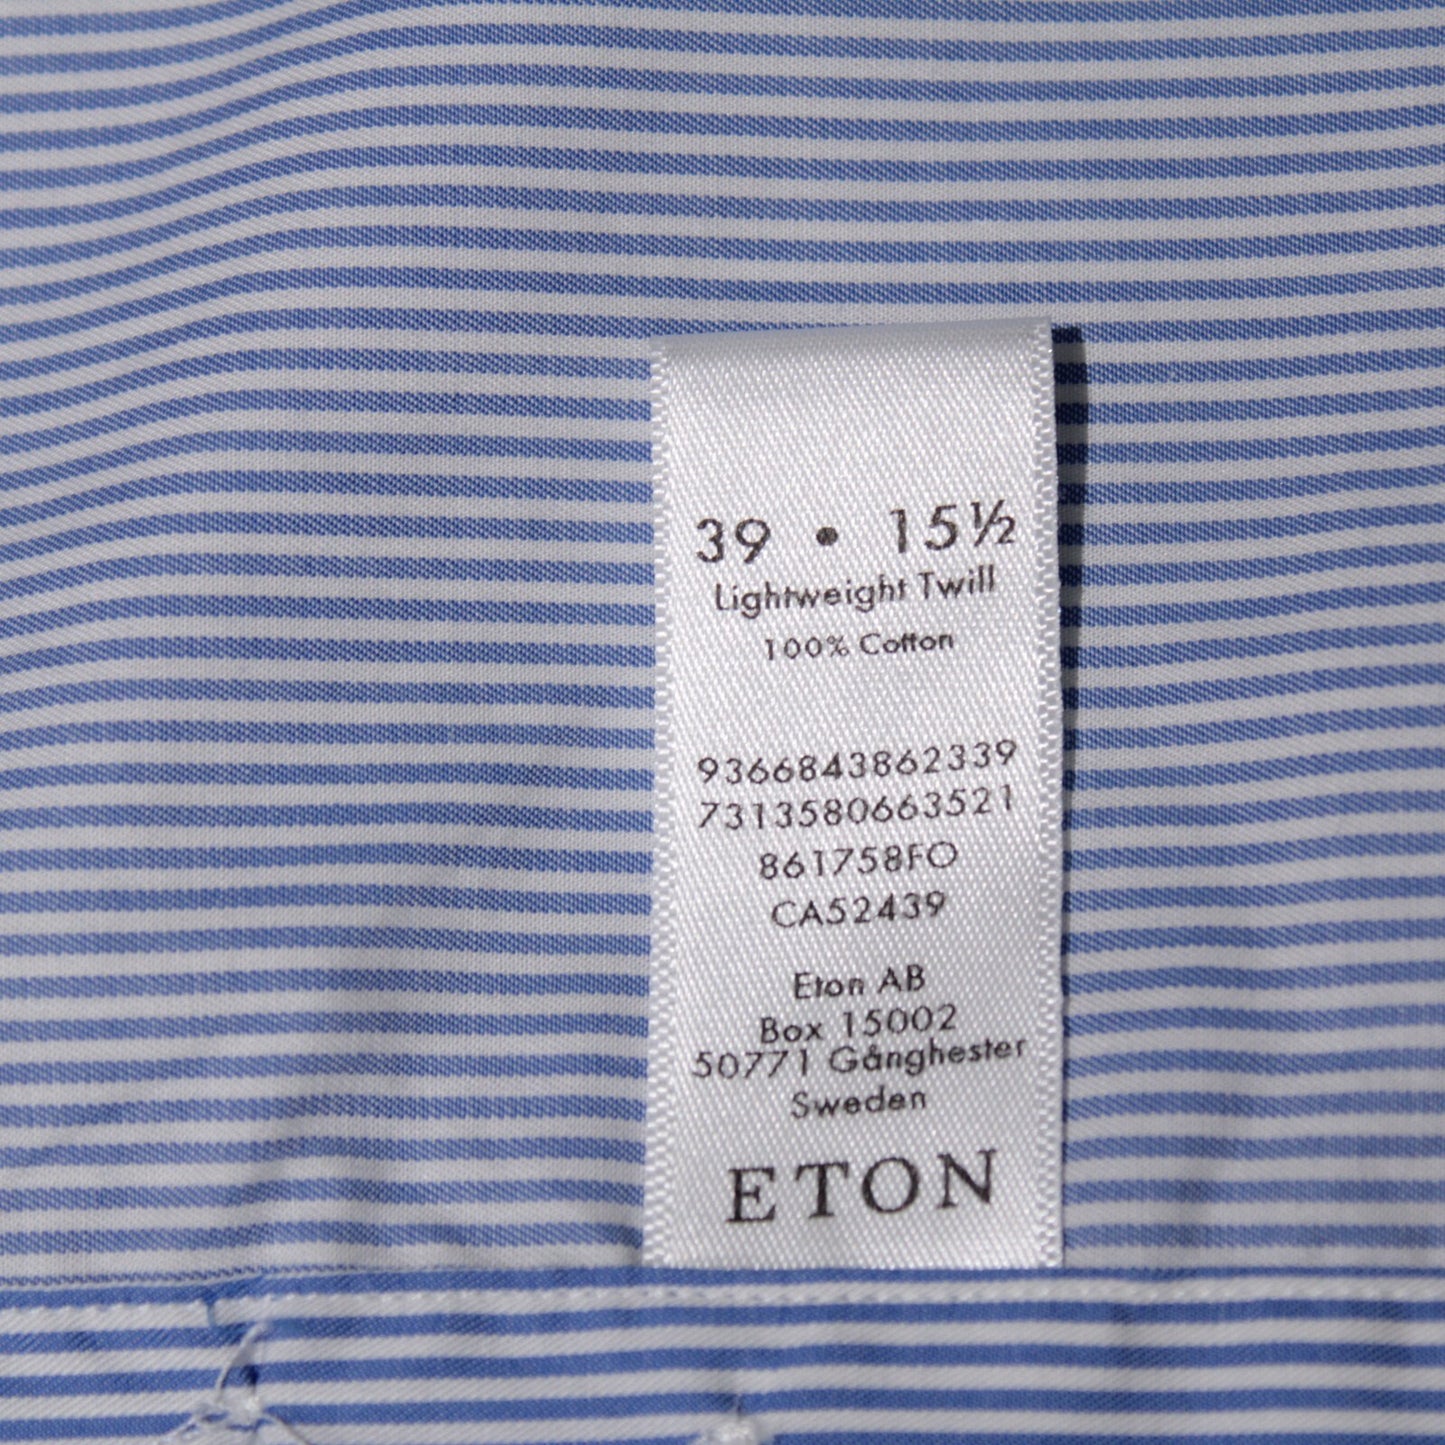 39 • 15½
Lightweight Twill
100% Cotton
9366843862339
7313580663521
861758FO
CA52439
Eton AB
Box 15002
50771 Gånghester
Sweden
ETON